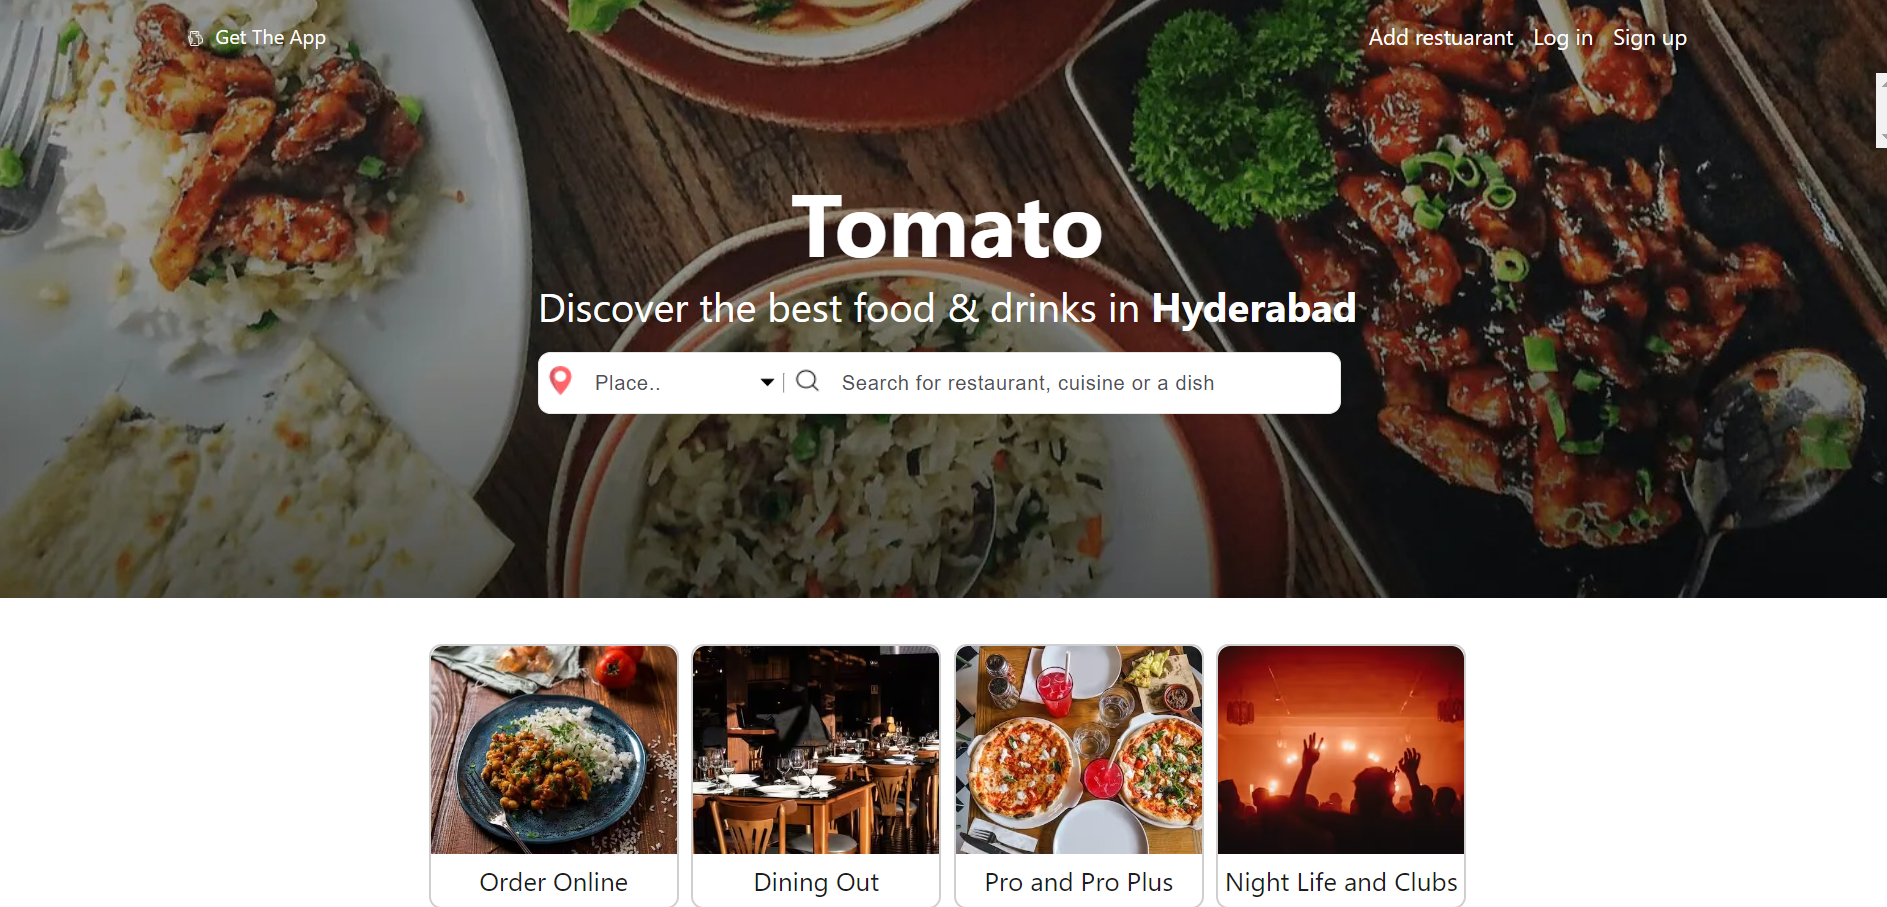 Get The App
Add restuarant Log in Sign up
Tomato
Discover the best food & drinks in Hyderabad
Place.. Search for restaurant, cuisine or a dish
Order Online
Dining Out
Pro and Pro Plus
Night Life and Clubs